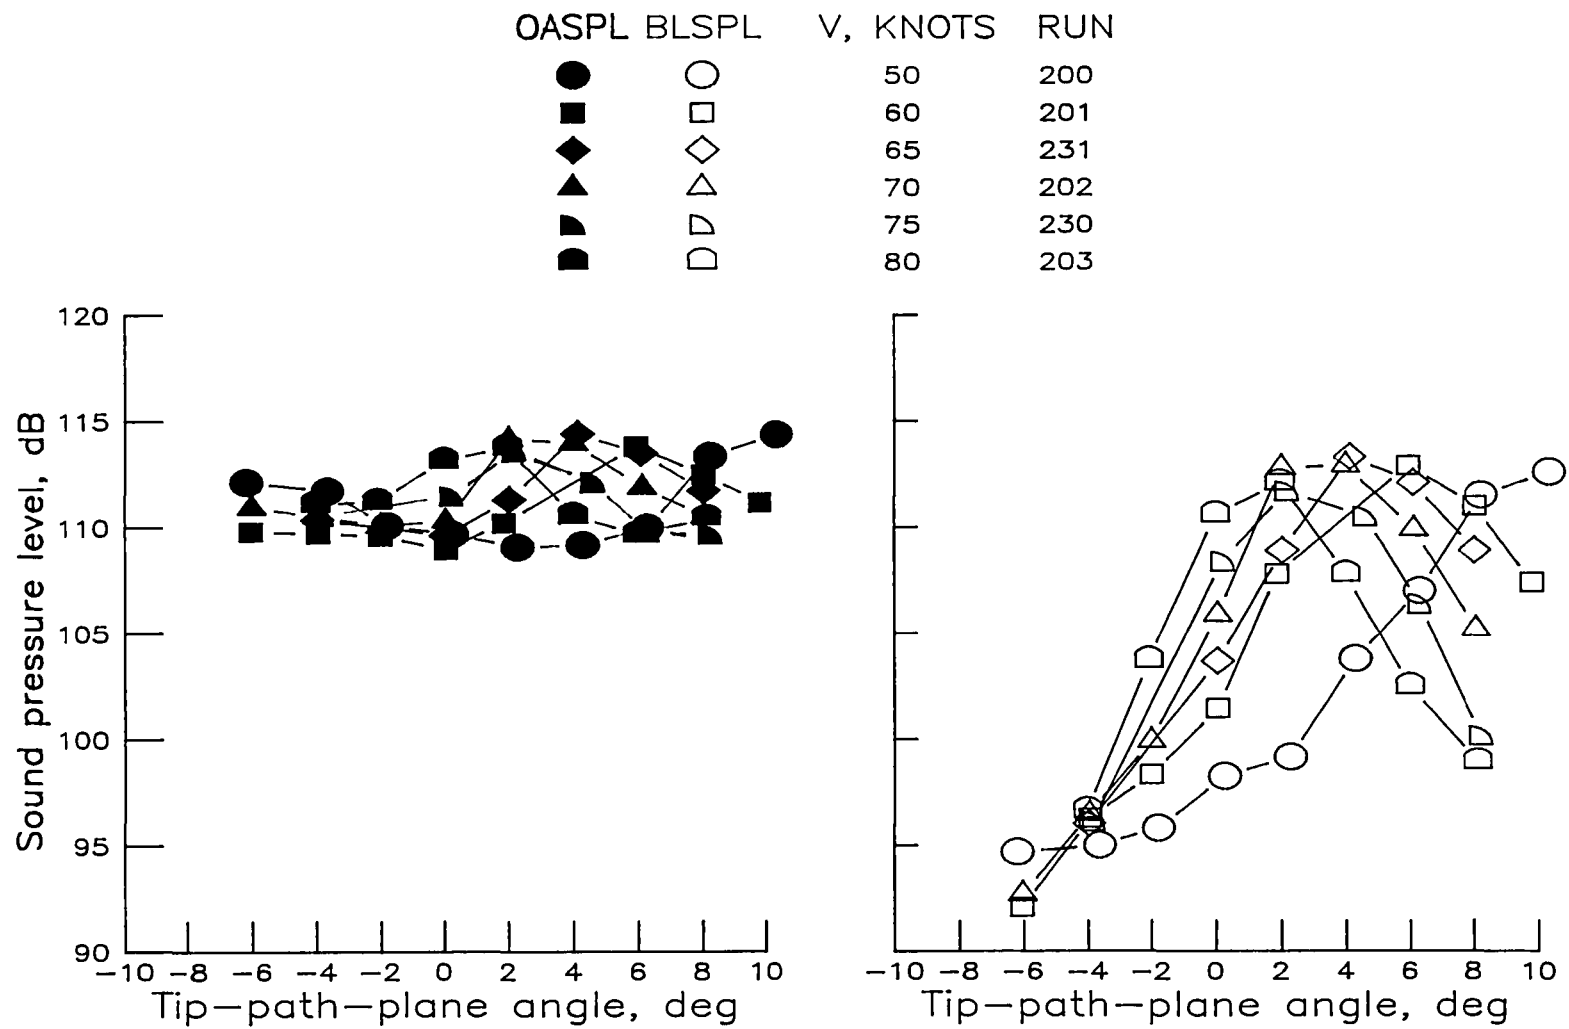 OASPL BLSPL V, KNOTS RUN
50 200
60 201
65 231
70 202
75 230
80 203
Sound pressure level, dB
120
115
110
105
100
95
90
-10 -8 -6 -4 -2 0 2 4 6 8 10
Tip-path-plane angle, deg
-10 -8 -6 -4 -2 0 2 4 6 8 10
Tip-path-plane angle, deg